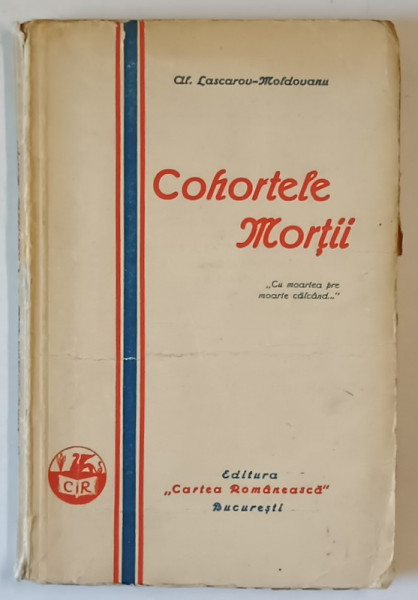 Al. Lascarov-Moldovanu
Cohortele
Morții
„Cu moartea pre
moarte călcând..."
CR
Editura
„Cartea Românească"
București